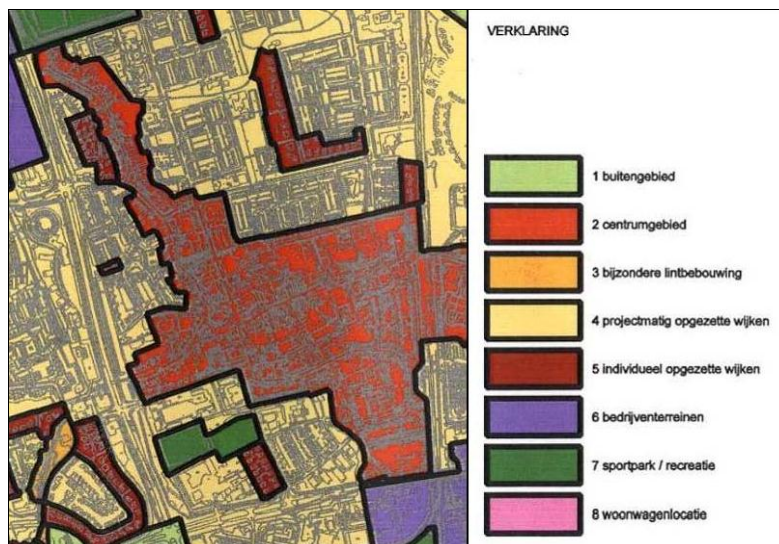 VERKLARING
1 buitengebied
2 centrumgebied
3 bijzondere lintbebouwing
4 projectmatig opgezette wijken
5 individueel opgezette wijken
6 bedrijventerreinen
7 sportpark / recreatie
8 woonwagenlocatie